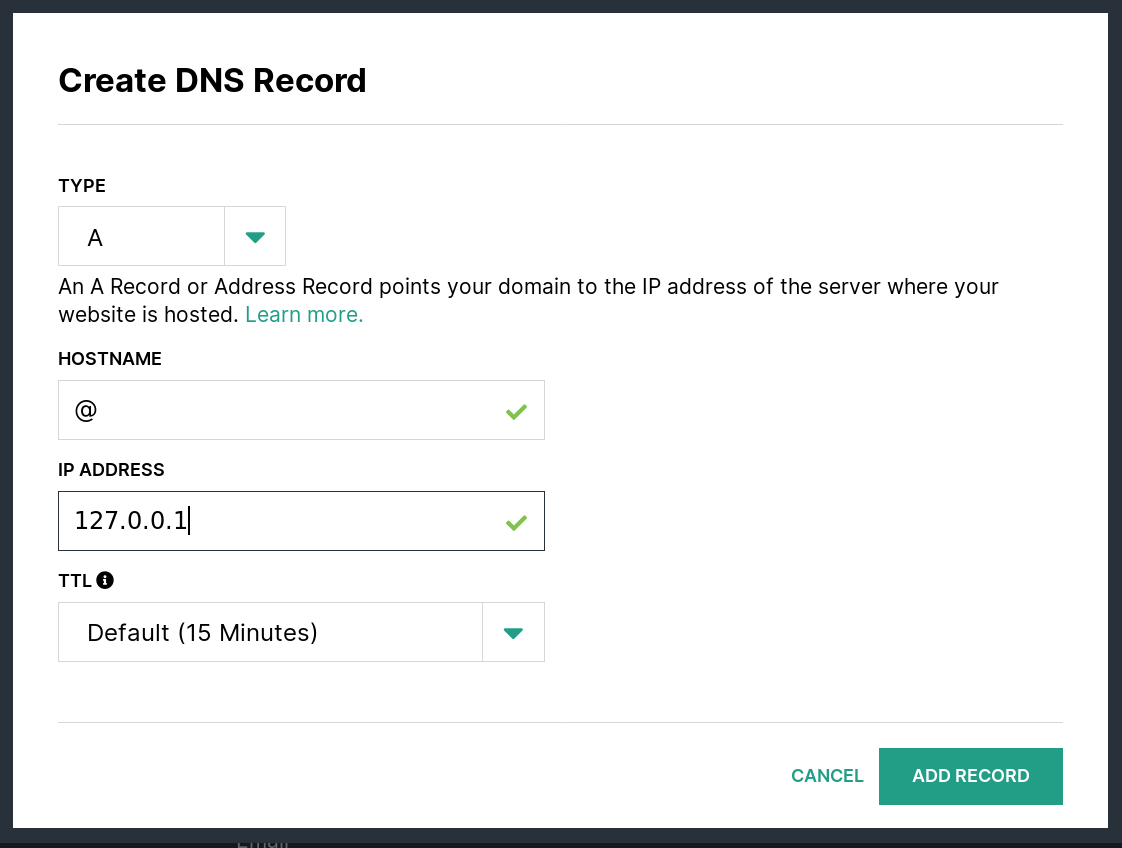 Create DNS Record
TYPE
A
An A Record or Address Record points your domain to the IP address of the server where your
website is hosted. Learn more.
HOSTNAME
@
IP ADDRESS
127.0.0.1
TTL
Default (15 Minutes)
CANCEL ADD RECORD
Email